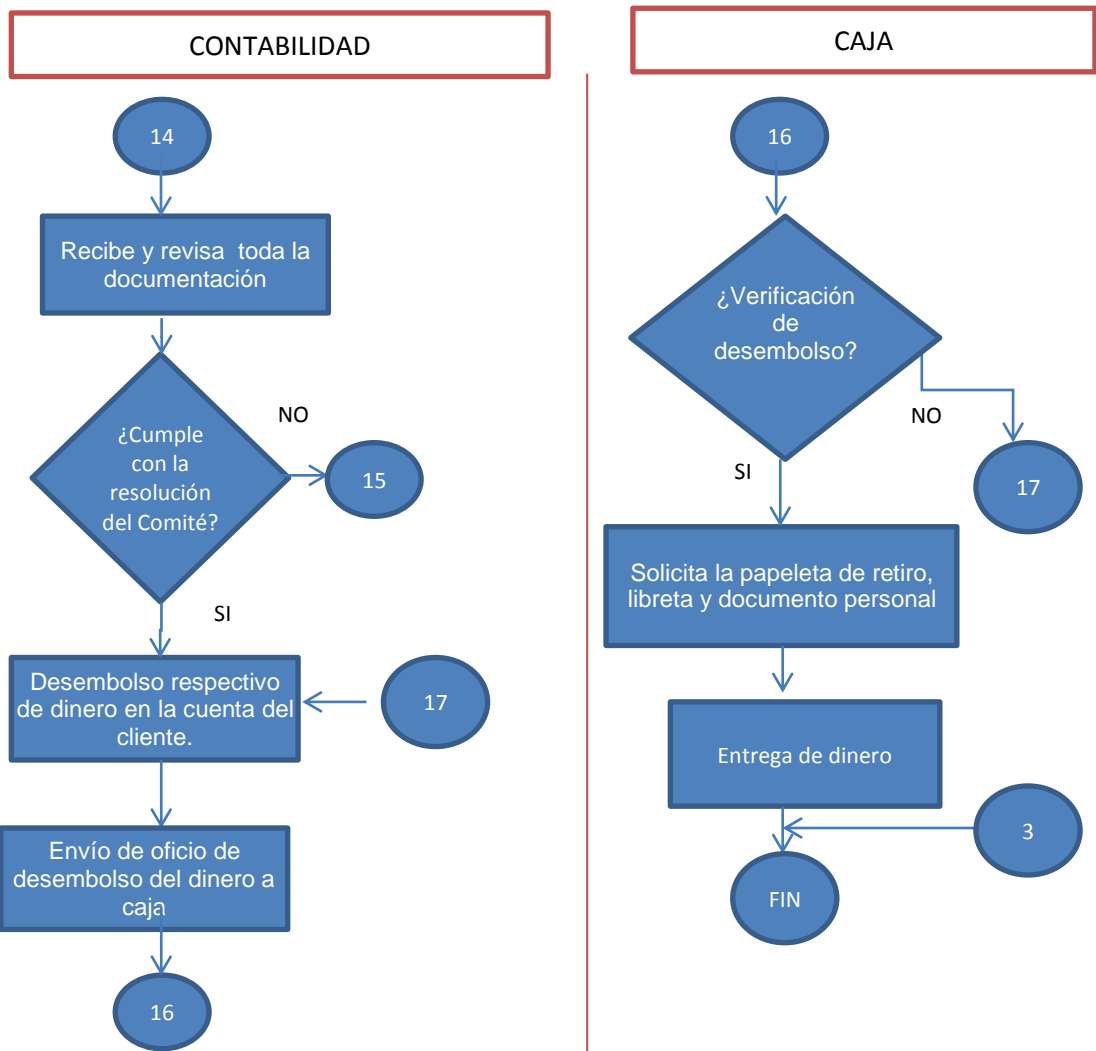 CONTABILIDAD
14
Recibe y revisa toda la
documentación
¿Cumple
con la
resolución
del Comité?
NO
15
SI
Desembolso respectivo
de dinero en la cuenta del
cliente.
17
Envío de oficio de
desembolso del dinero a
caja
16
CAJA
16
¿Verificación
de
desembolso?
NO
17
SI
Solicita la papeleta de retiro,
libreta y documento personal
Entrega de dinero
3
FIN